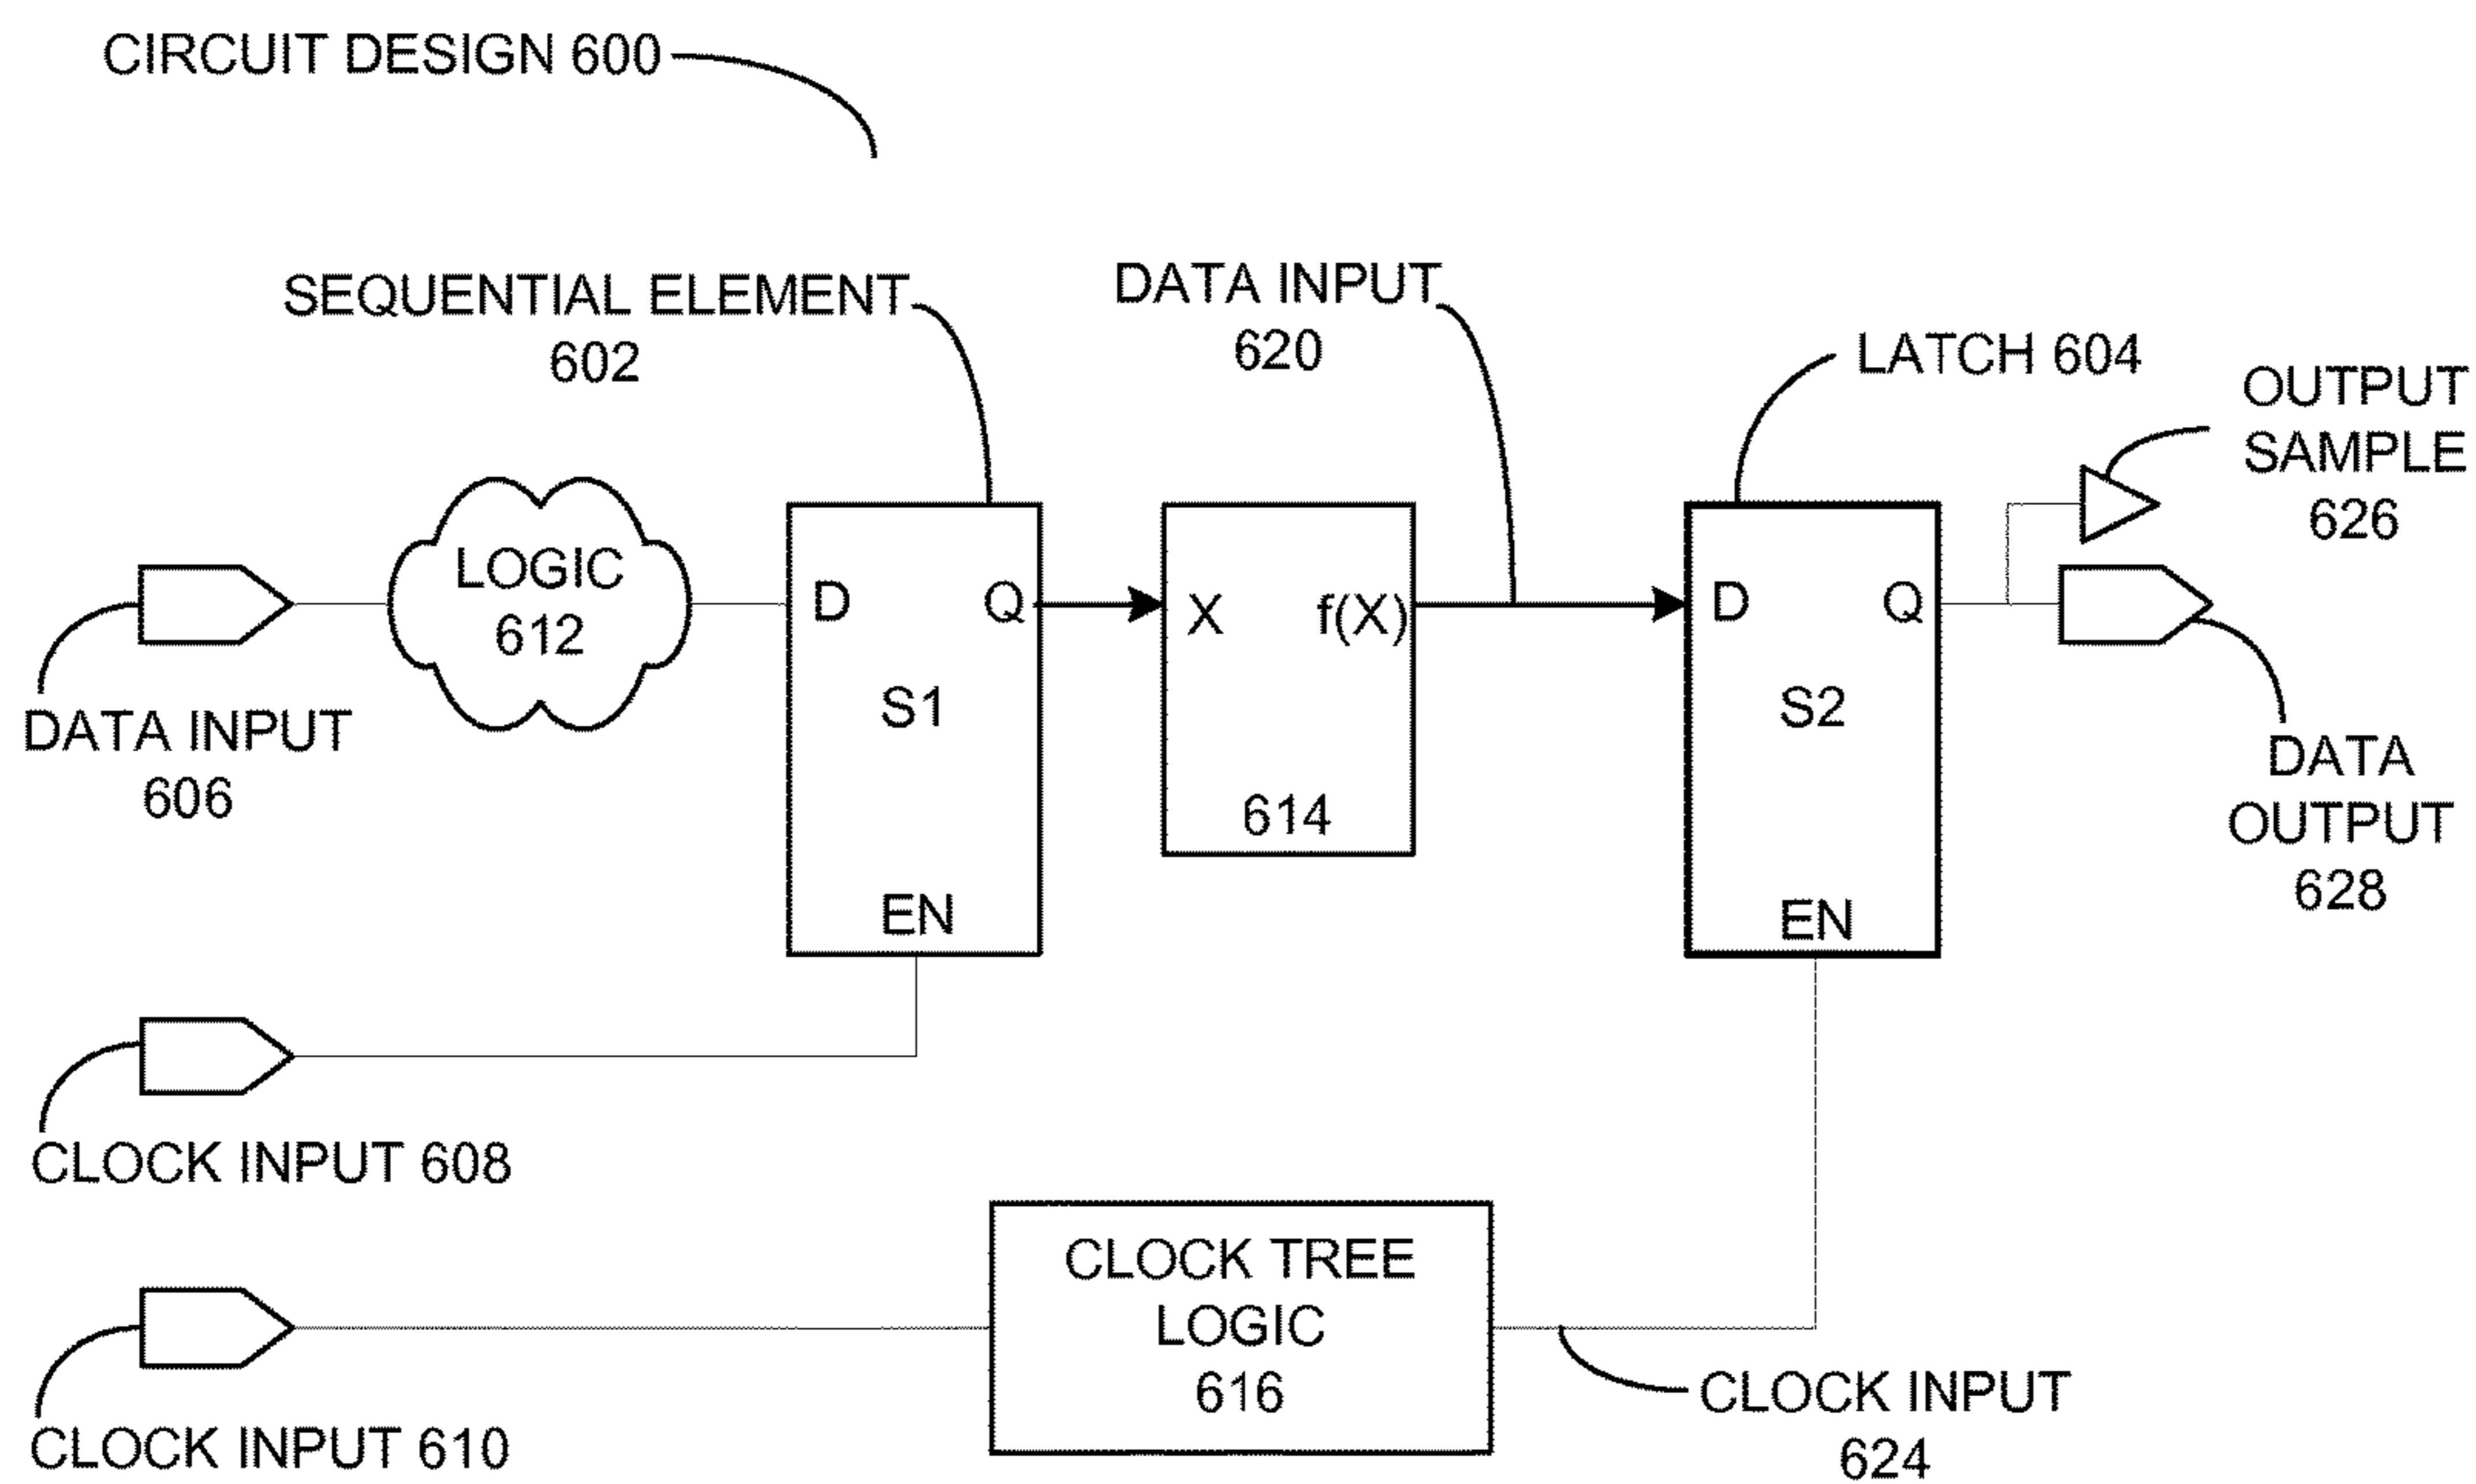 CIRCUIT DESIGN 600
SEQUENTIAL ELEMENT
602
DATA INPUT
620
LATCH 604
OUTPUT
SAMPLE
626
LOGIC
612
D
Q
S1
EN
X
f(X)
614
D
Q
S2
EN
DATA INPUT
606
DATA
OUTPUT
628
CLOCK INPUT 608
CLOCK TREE
LOGIC
616
CLOCK INPUT
624
CLOCK INPUT 610